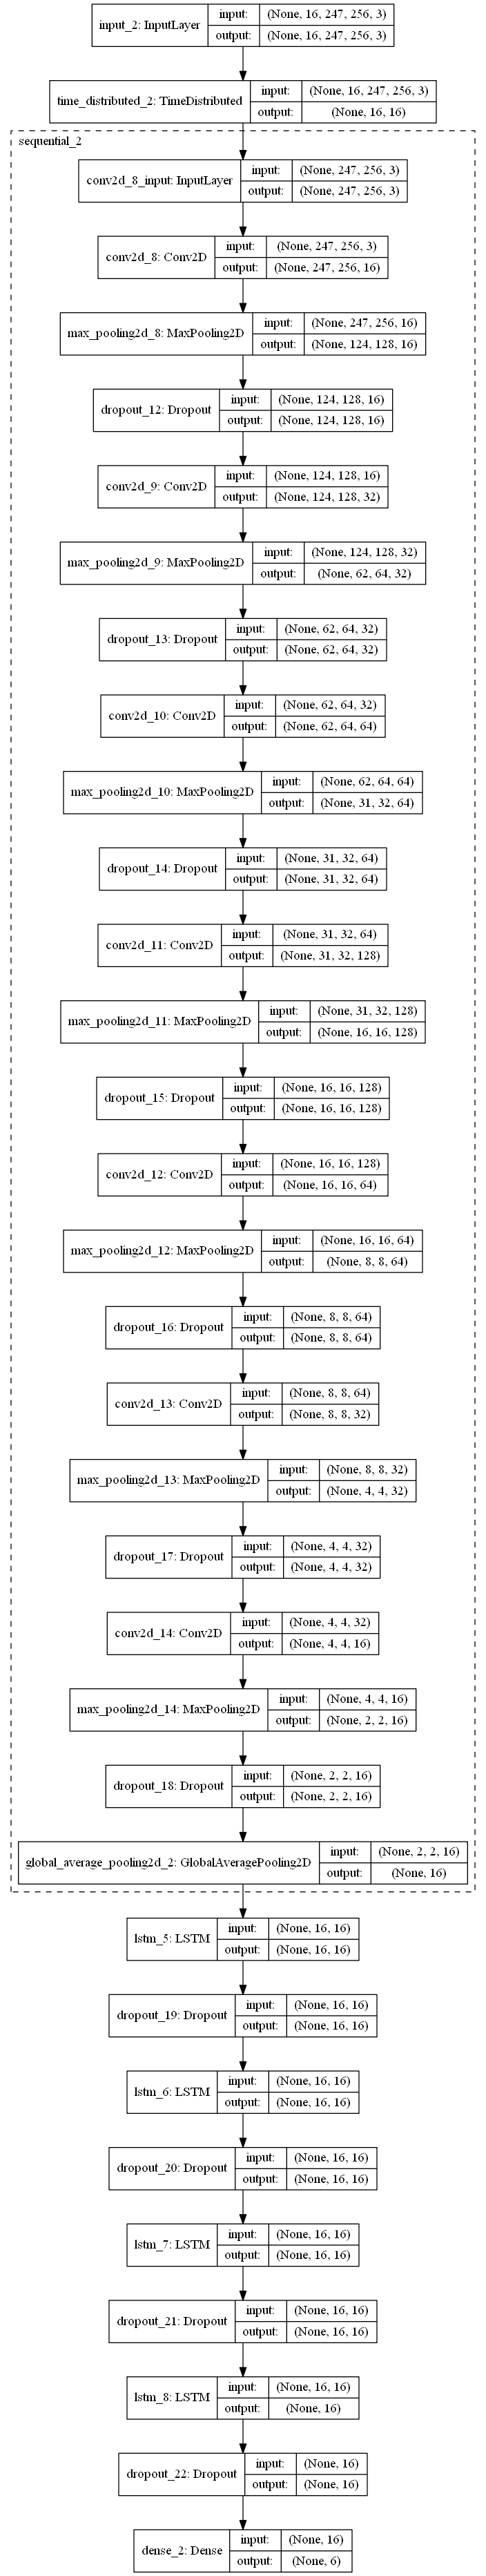 input_2: InputLayer
input:
(None, 16, 247, 256, 3)
output:
(None, 16, 247, 256, 3)
time_distributed_2: TimeDistributed
input:
(None, 16, 247, 256, 3)
output:
(None, 16, 16)
sequential_2
conv2d_8_input: InputLayer
input:
(None, 247, 256, 3)
output:
(None, 247, 256, 3)
conv2d_8: Conv2D
input:
(None, 247, 256, 3)
output:
(None, 247, 256, 16)
max_pooling2d_8: MaxPooling2D
input:
(None, 247, 256, 16)
output:
(None, 124, 128, 16)
dropout_12: Dropout
input:
(None, 124, 128, 16)
output:
(None, 124, 128, 16)
conv2d_9: Conv2D
input:
(None, 124, 128, 16)
output:
(None, 124, 128, 32)
max_pooling2d_9: MaxPooling2D
input:
(None, 124, 128, 32)
output:
(None, 62, 64, 32)
dropout_13: Dropout
input:
(None, 62, 64, 32)
output:
(None, 62, 64, 32)
conv2d_10: Conv2D
input:
(None, 62, 64, 32)
output:
(None, 62, 64, 64)
max_pooling2d_10: MaxPooling2D
input:
(None, 62, 64, 64)
output:
(None, 31, 32, 64)
dropout_14: Dropout
input:
(None, 31, 32, 64)
output:
(None, 31, 32, 64)
conv2d_11: Conv2D
input:
(None, 31, 32, 64)
output:
(None, 31, 32, 128)
max_pooling2d_11: MaxPooling2D
input:
(None, 31, 32, 128)
output:
(None, 16, 16, 128)
dropout_15: Dropout
input:
(None, 16, 16, 128)
output:
(None, 16, 16, 128)
conv2d_12: Conv2D
input:
(None, 16, 16, 128)
output:
(None, 16, 16, 64)
max_pooling2d_12: MaxPooling2D
input:
(None, 16, 16, 64)
output:
(None, 8, 8, 64)
dropout_16: Dropout
input:
(None, 8, 8, 64)
output:
(None, 8, 8, 64)
conv2d_13: Conv2D
input:
(None, 8, 8, 64)
output:
(None, 8, 8, 32)
max_pooling2d_13: MaxPooling2D
input:
(None, 8, 8, 32)
output:
(None, 4, 4, 32)
dropout_17: Dropout
input:
(None, 4, 4, 32)
output:
(None, 4, 4, 32)
conv2d_14: Conv2D
input:
(None, 4, 4, 32)
output:
(None, 4, 4, 16)
max_pooling2d_14: MaxPooling2D
input:
(None, 4, 4, 16)
output:
(None, 2, 2, 16)
dropout_18: Dropout
input:
(None, 2, 2, 16)
output:
(None, 2, 2, 16)
global_average_pooling2d_2: GlobalAveragePooling2D
input:
(None, 2, 2, 16)
output:
(None, 16)
lstm_5: LSTM
input:
(None, 16, 16)
output:
(None, 16, 16)
dropout_19: Dropout
input:
(None, 16, 16)
output:
(None, 16, 16)
lstm_6: LSTM
input:
(None, 16, 16)
output:
(None, 16, 16)
dropout_20: Dropout
input:
(None, 16, 16)
output:
(None, 16, 16)
lstm_7: LSTM
input:
(None, 16, 16)
output:
(None, 16, 16)
dropout_21: Dropout
input:
(None, 16, 16)
output:
(None, 16, 16)
lstm_8: LSTM
input:
(None, 16, 16)
output:
(None, 16)
dropout_22: Dropout
input:
(None, 16)
output:
(None, 16)
dense_2: Dense
input:
(None, 16)
output:
(None, 6)